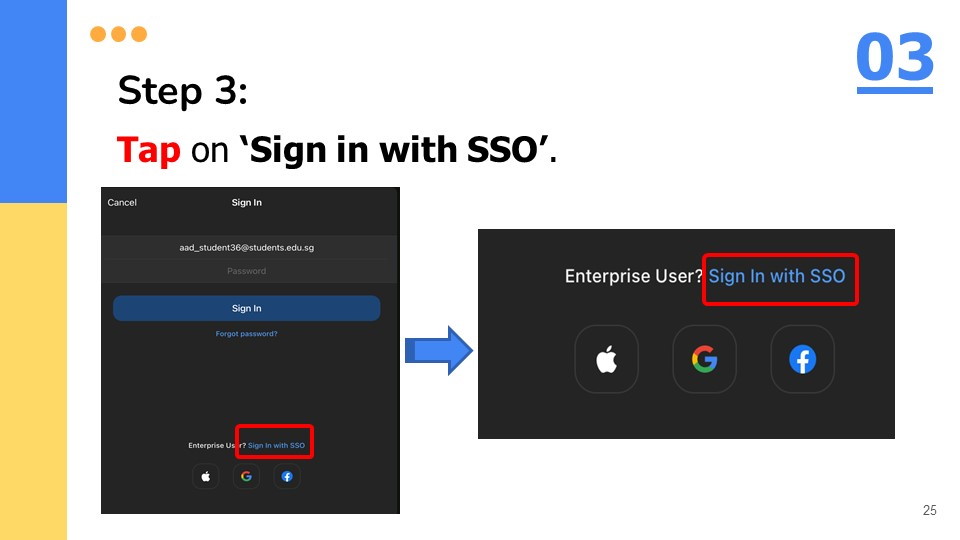 03
Step 3:
Tap on ‘Sign in with SSO’.
Cancel
Sign In
aad_student36@students.edu.sg
Password
Sign In
Forgot password?
Enterprise User? Sign In with SSO
Enterprise User? Sign In with SSO
25